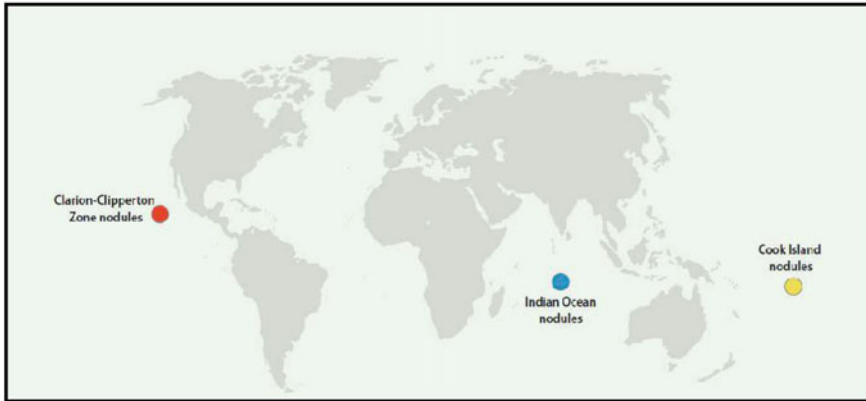 Clarion-Clipperton
Zone nodules
Indian Ocean
nodules
Cook Island
nodules